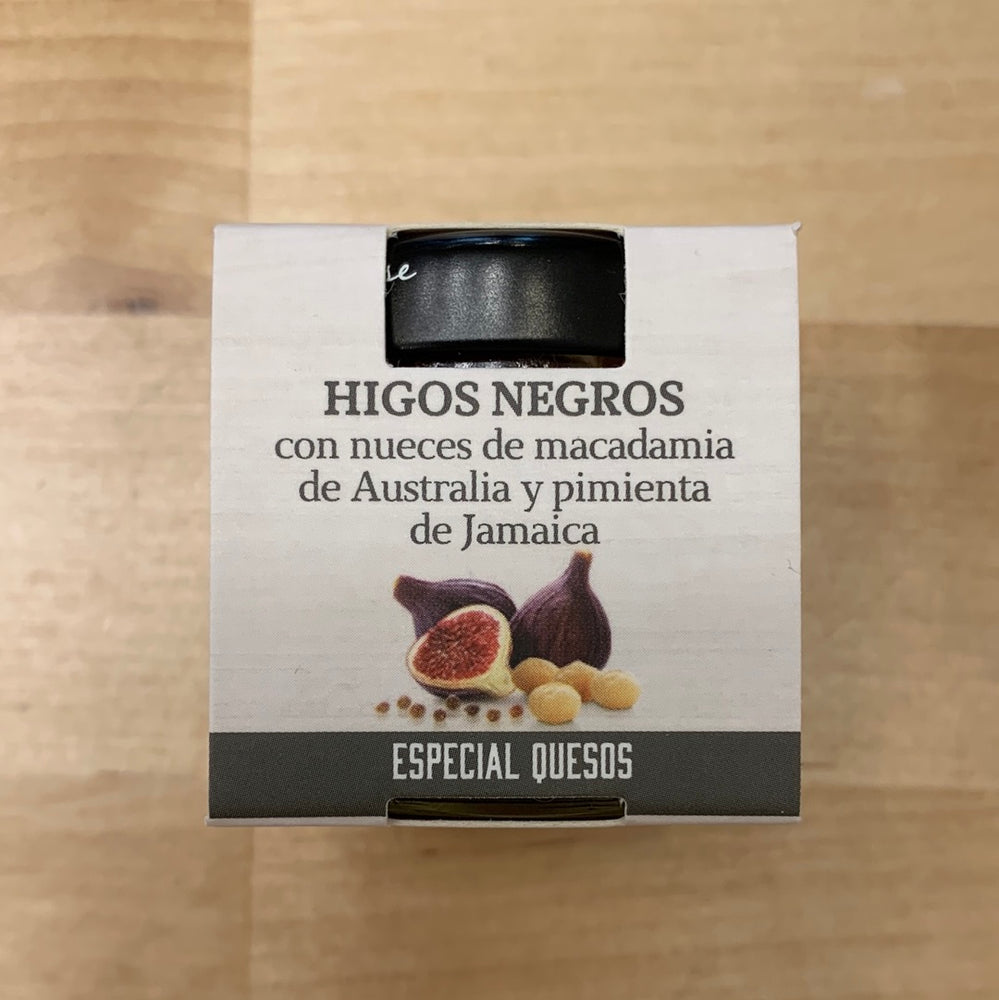 HIGOS NEGROS
con nueces de macadamia
de Australia y pimienta
de Jamaica
ESPECIAL QUESOS